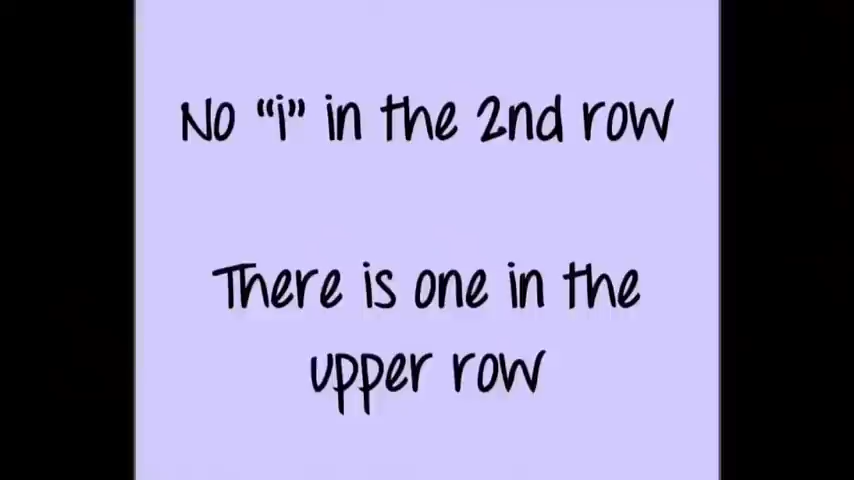 No “i” in the 2nd row
There is one in the
upper row